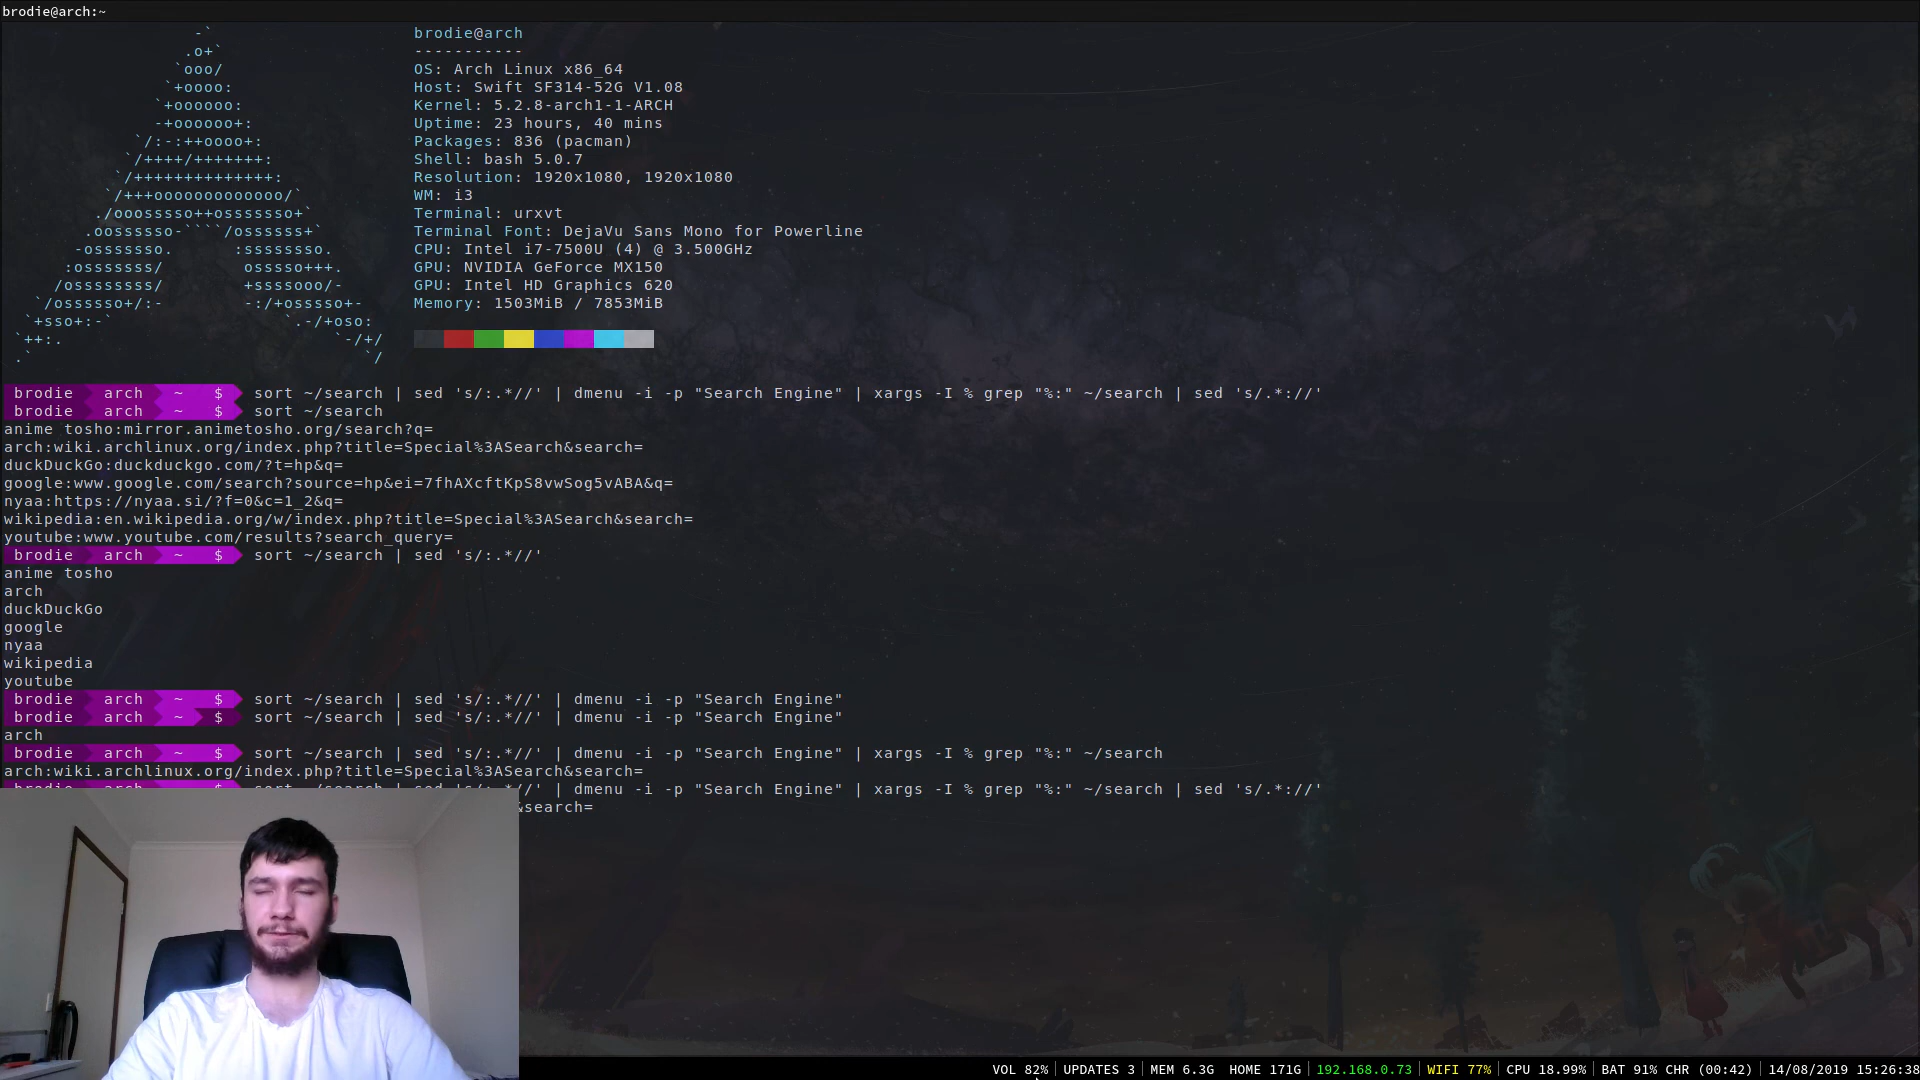 brodie@arch:~
brodie@arch
-----------
OS: Arch Linux x86_64
Host: Swift SF314-52G V1.08
Kernel: 5.2.8-arch1-1-ARCH
Uptime: 23 hours, 40 mins
Packages: 836 (pacman)
Shell: bash 5.0.7
Resolution: 1920x1080, 1920x1080
WM: i3
Terminal: urxvt
Terminal Font: DejaVu Sans Mono for Powerline
CPU: Intel i7-7500U (4) @ 3.500GHz
GPU: NVIDIA GeForce MX150
GPU: Intel HD Graphics 620
Memory: 1503MiB / 7853MiB
brodie arch ~ $ sort ~/search | sed 's/:.*//' | dmenu -i -p "Search Engine" | xargs -I % grep "%:" ~/search | sed 's/.*://'
brodie arch ~ $ sort ~/search
anime tosho:mirror.animetosho.org/search?q=
arch:wiki.archlinux.org/index.php?title=Special%3ASearch&search=
duckDuckGo:duckduckgo.com/?t=hp&q=
google:www.google.com/search?source=hp&ei=7fhAXcftKpS8vwSog5vABA&q=
nyaa:https://nyaa.si/?f=0&c=1_2&q=
wikipedia:en.wikipedia.org/w/index.php?title=Special%3ASearch&search=
youtube:www.youtube.com/results?search_query=
brodie arch ~ $ sort ~/search | sed 's/:.*//'
anime tosho
arch
duckDuckGo
google
nyaa
wikipedia
youtube
brodie arch ~ $ sort ~/search | sed 's/:.*//' | dmenu -i -p "Search Engine"
brodie arch ~ $ sort ~/search | sed 's/:.*//' | dmenu -i -p "Search Engine"
arch
brodie arch ~ $ sort ~/search | sed 's/:.*//' | dmenu -i -p "Search Engine" | xargs -I % grep "%:" ~/search
arch:wiki.archlinux.org/index.php?title=Special%3ASearch&search=
| dmenu -i -p "Search Engine" | xargs -I % grep "%:" ~/search | sed 's/.*://'
&search=
VOL 82% UPDATES 3 MEM 6.3G HOME 171G 192.168.0.73 WIFI 77% CPU 18.99% BAT 91% CHR (00:42) 14/08/2019 15:26:38